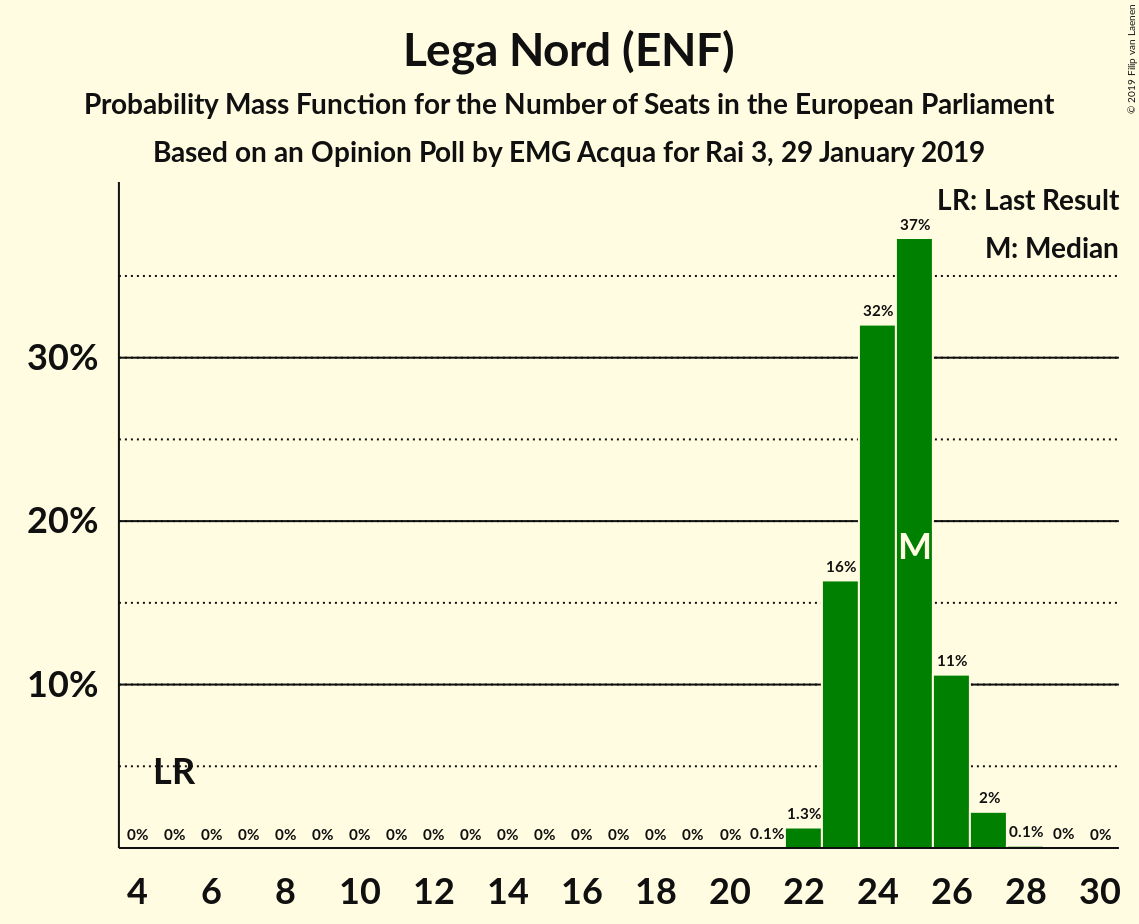 Lega Nord (ENF)
Probability Mass Function for the Number of Seats in the European Parliament
Based on an Opinion Poll by EMG Acqua for Rai 3, 29 January 2019
© 2019 Filip van Laenen
LR: Last Result
M: Median
37%
32%
30%
20%
M
16%
11%
10%
LR
2%
1.3%
0% 0% 0% 0% 0% 0% 0% 0% 0% 0% 0% 0% 0% 0% 0% 0% 0% 0.1% 0.1% 0% 0%
4 6 8 10 12 14 16 18 20 22 24 26 28 30